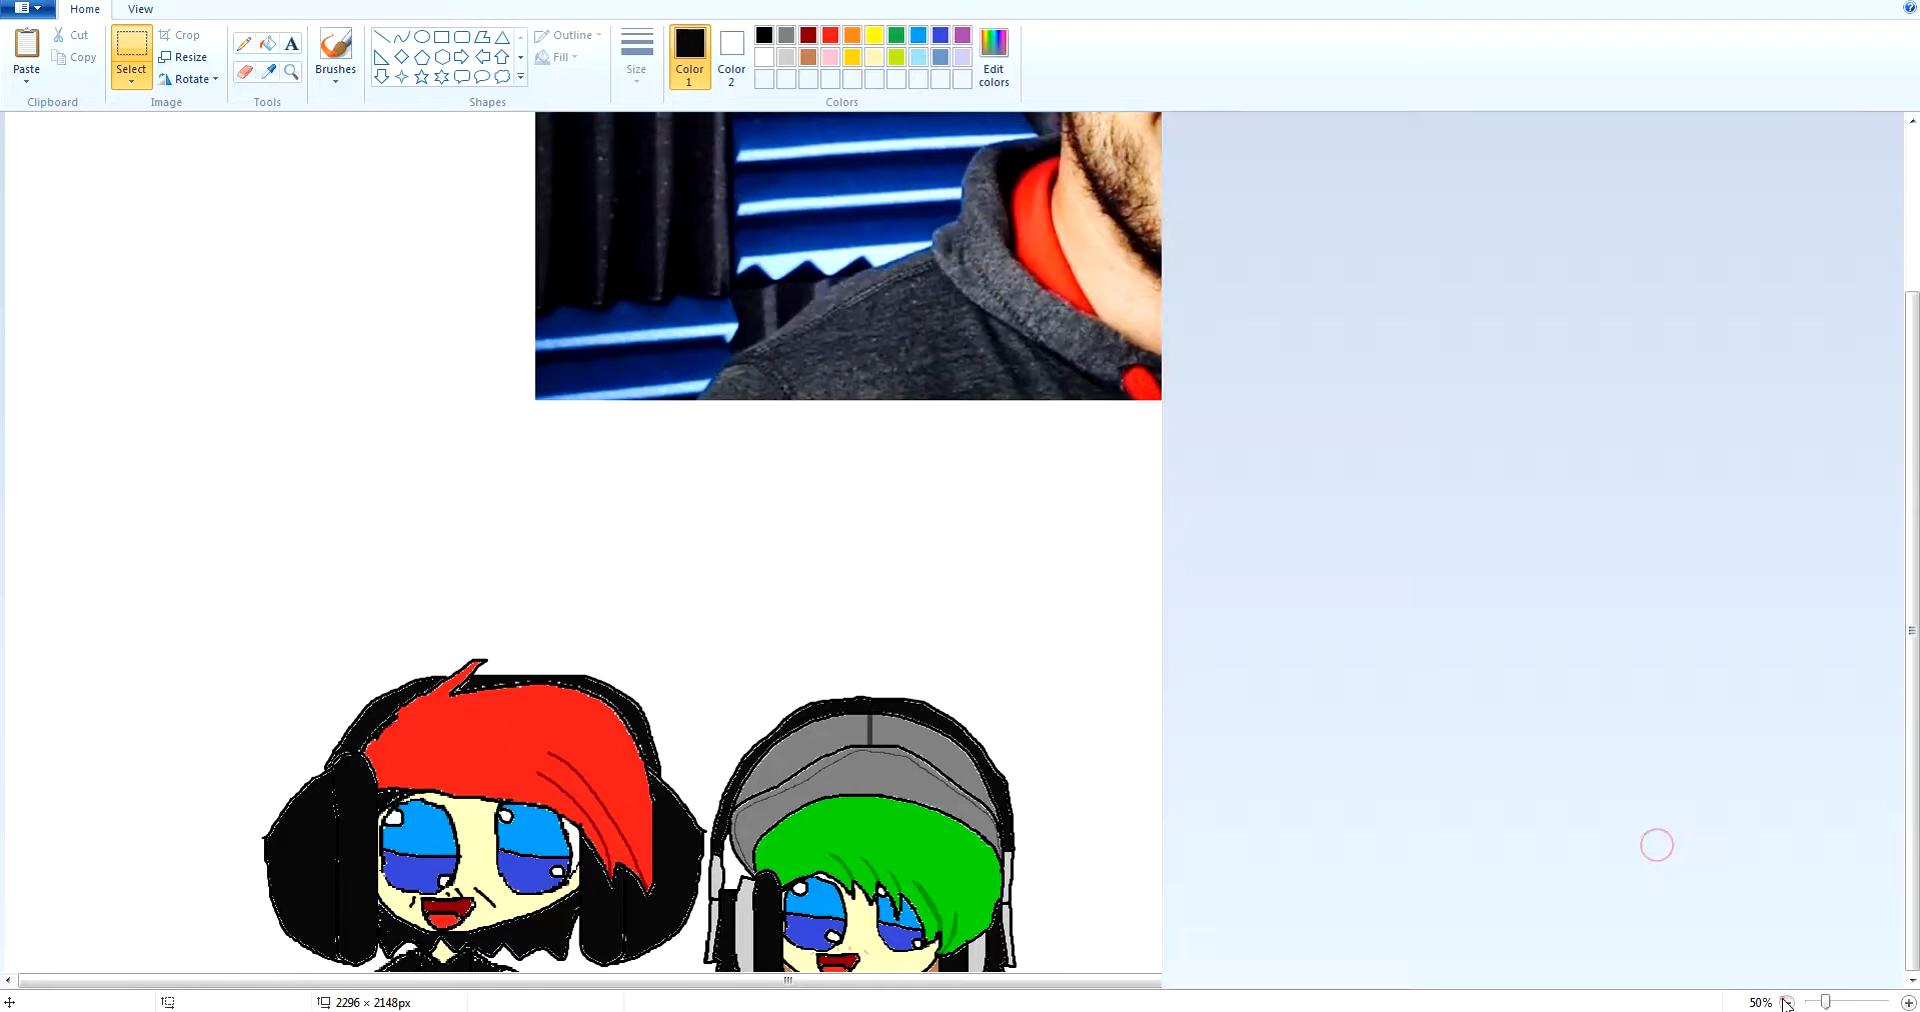 Home View
Cut Crop Outline
Paste Copy Select Resize Rotate Brushes Fill Size Color 1 Color 2 Edit colors
Clipboard Image Tools Shapes Colors
2296 × 2148px 50%